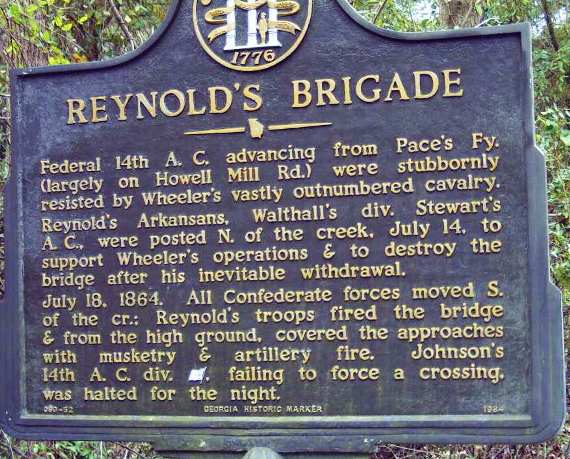 1776
REYNOLD'S BRIGADE
Federal 14th A. C. advancing from Pace's Fy.
(largely on Howell Mill Rd.) were stubbornly
resisted by Wheeler's vastly outnumbered cavalry.
Reynold's Arkansans, Walthall's div. Stewart's
A. C., were posted N. of the creek, July 14, to
support Wheeler's operations & to destroy the
bridge after his inevitable withdrawal.
July 18, 1864. All Confederate forces moved S.
of the cr.; Reynold's troops fired the bridge
& from the high ground, covered the approaches
with musketry & artillery fire. Johnson's
14th A. C. div. , failing to force a crossing,
was halted for the night.
060-52 GEORGIA HISTORIC MARKER 1984